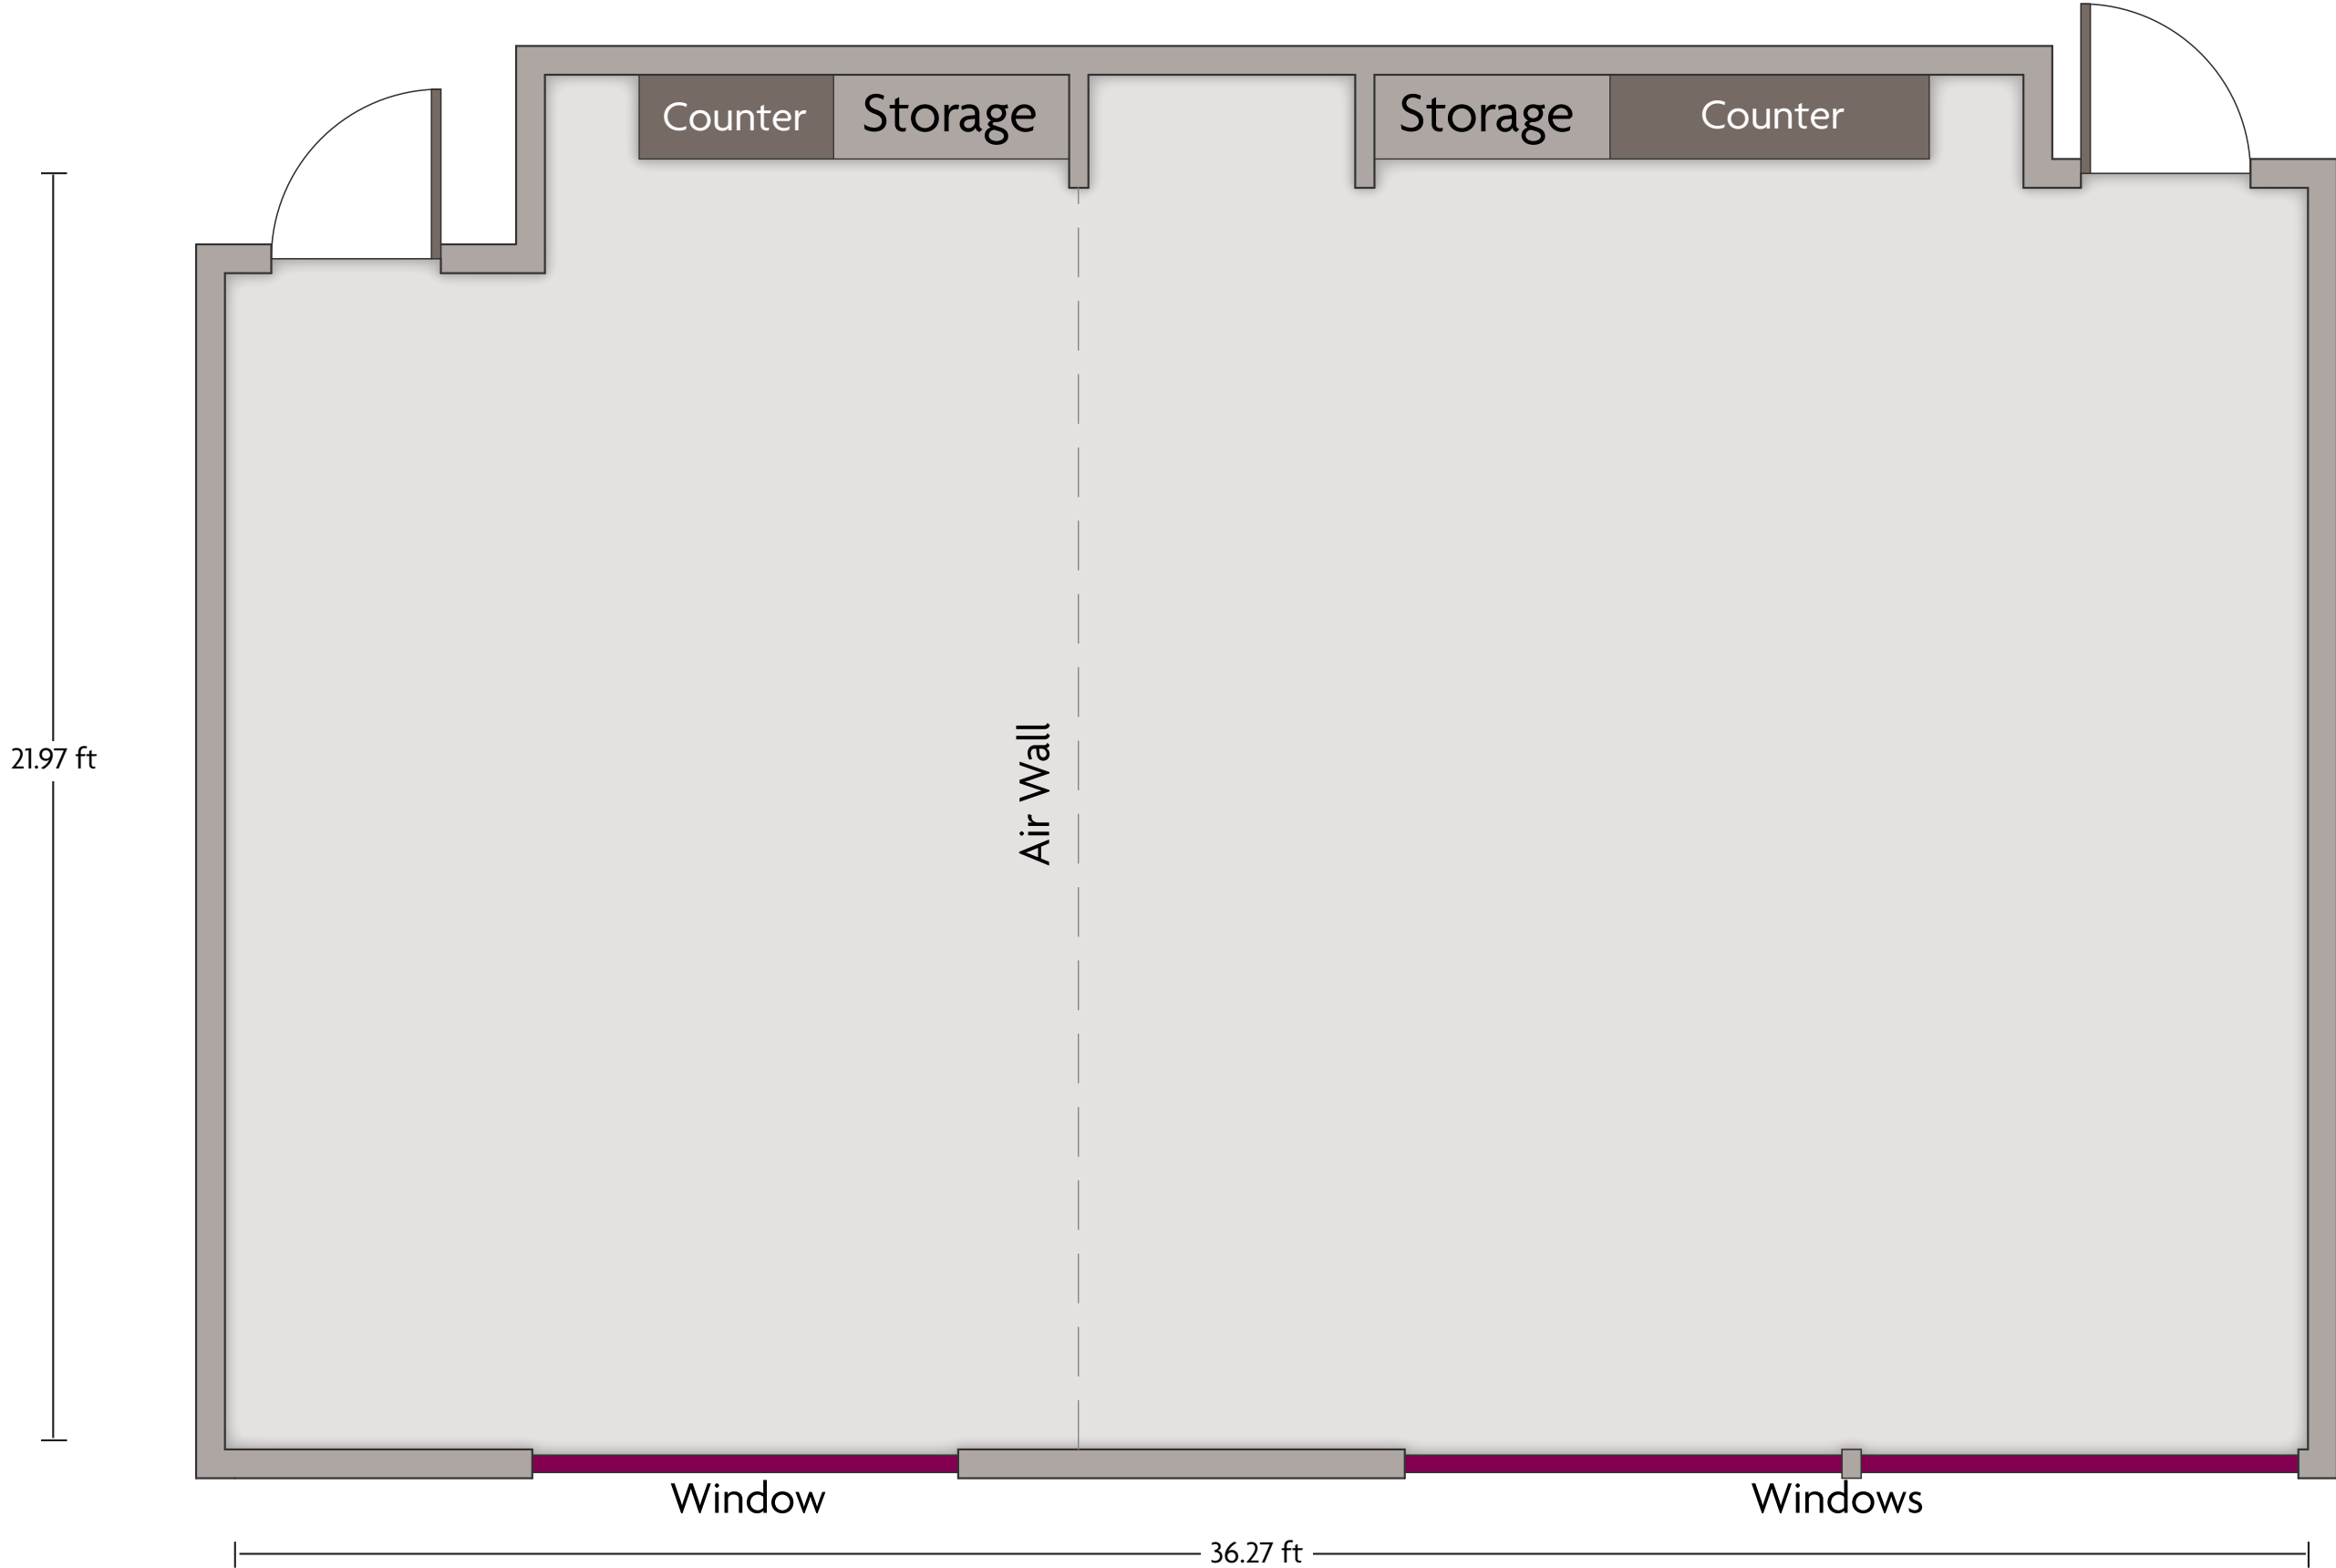 Counter
Storage
Storage
Counter
21.97 ft
Air Wall
Window
Windows
36.27 ft